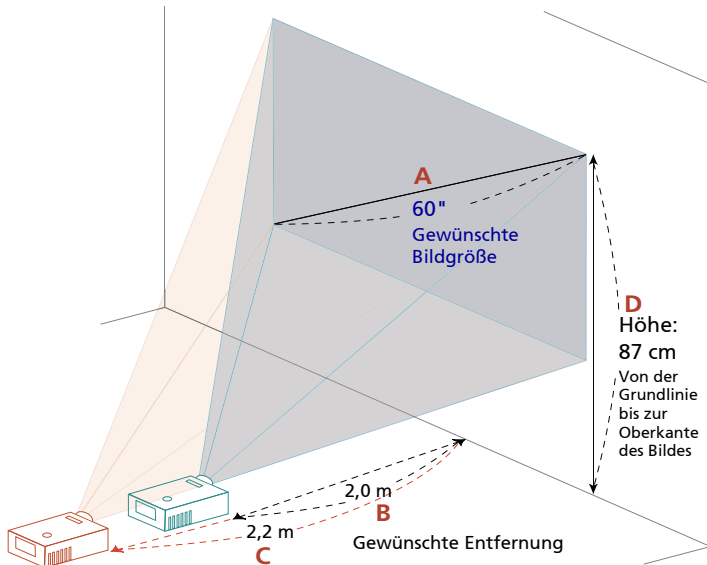 A
60"
Gewünschte
Bildgröße
D
Höhe:
87 cm
Von der
Grundlinie
bis zur
Oberkante
des Bildes
2,0 m
B
2,2 m
C
Gewünschte Entfernung